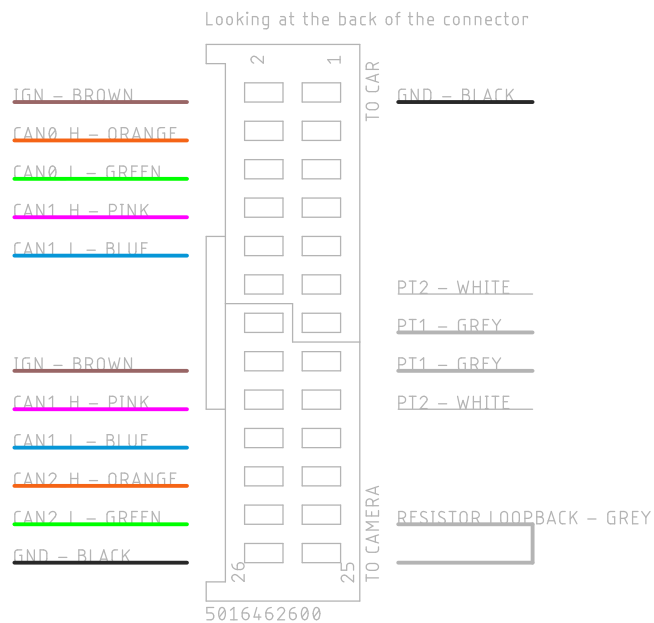 Looking at the back of the connector
2 1
TO CAR
IGN - BROWN
GND - BLACK
CAN0 H - ORANGE
CAN0 L - GREEN
CAN1 H - PINK
CAN1 L - BLUE
PT2 - WHITE
PT1 - GREY
IGN - BROWN
PT1 - GREY
CAN1 H - PINK
PT2 - WHITE
CAN1 L - BLUE
CAN2 H - ORANGE
CAN2 L - GREEN
RESISTOR LOOPBACK - GREY
TO CAMERA
GND - BLACK
26 25
5016462600